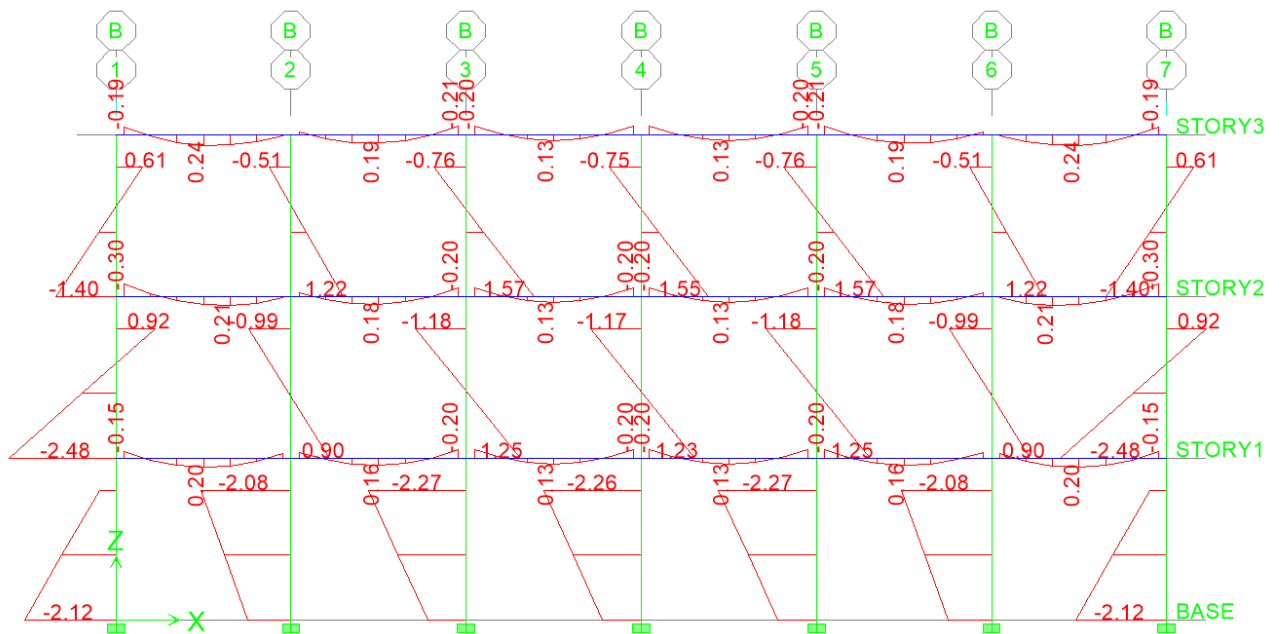 B B B B B B B
1 2 3 4 5 6 7
-0.19 -0.21 -0.20 -0.20 -0.21 -0.19
STORY3
0.61 0.24 -0.51 0.19 -0.76 0.13 -0.75 0.13 -0.76 0.19 -0.51 0.24 0.61
-0.30 -0.20 -0.20 -0.20 -0.20 -0.30
-1.40 1.22 1.57 1.55 1.57 1.22 -1.40 STORY2
0.92 0.21 -0.99 0.18 -1.18 0.13 -1.17 0.13 -1.18 0.18 -0.99 0.21 0.92
-0.15 -0.20 -0.20 -0.20 -0.20 -0.15
-2.48 0.90 1.25 1.23 1.25 0.90 -2.48 STORY1
0.20 -2.08 0.16 -2.27 0.13 -2.26 0.13 -2.27 0.16 -2.08 0.20
Z
-2.12 X -2.12 BASE